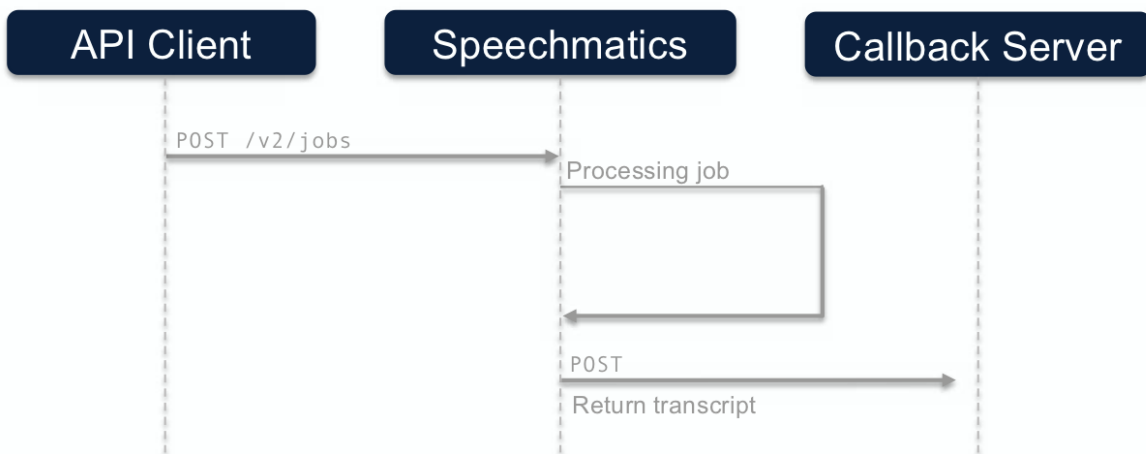 API Client
Speechmatics
Callback Server
POST /v2/jobs
Processing job
POST
Return transcript